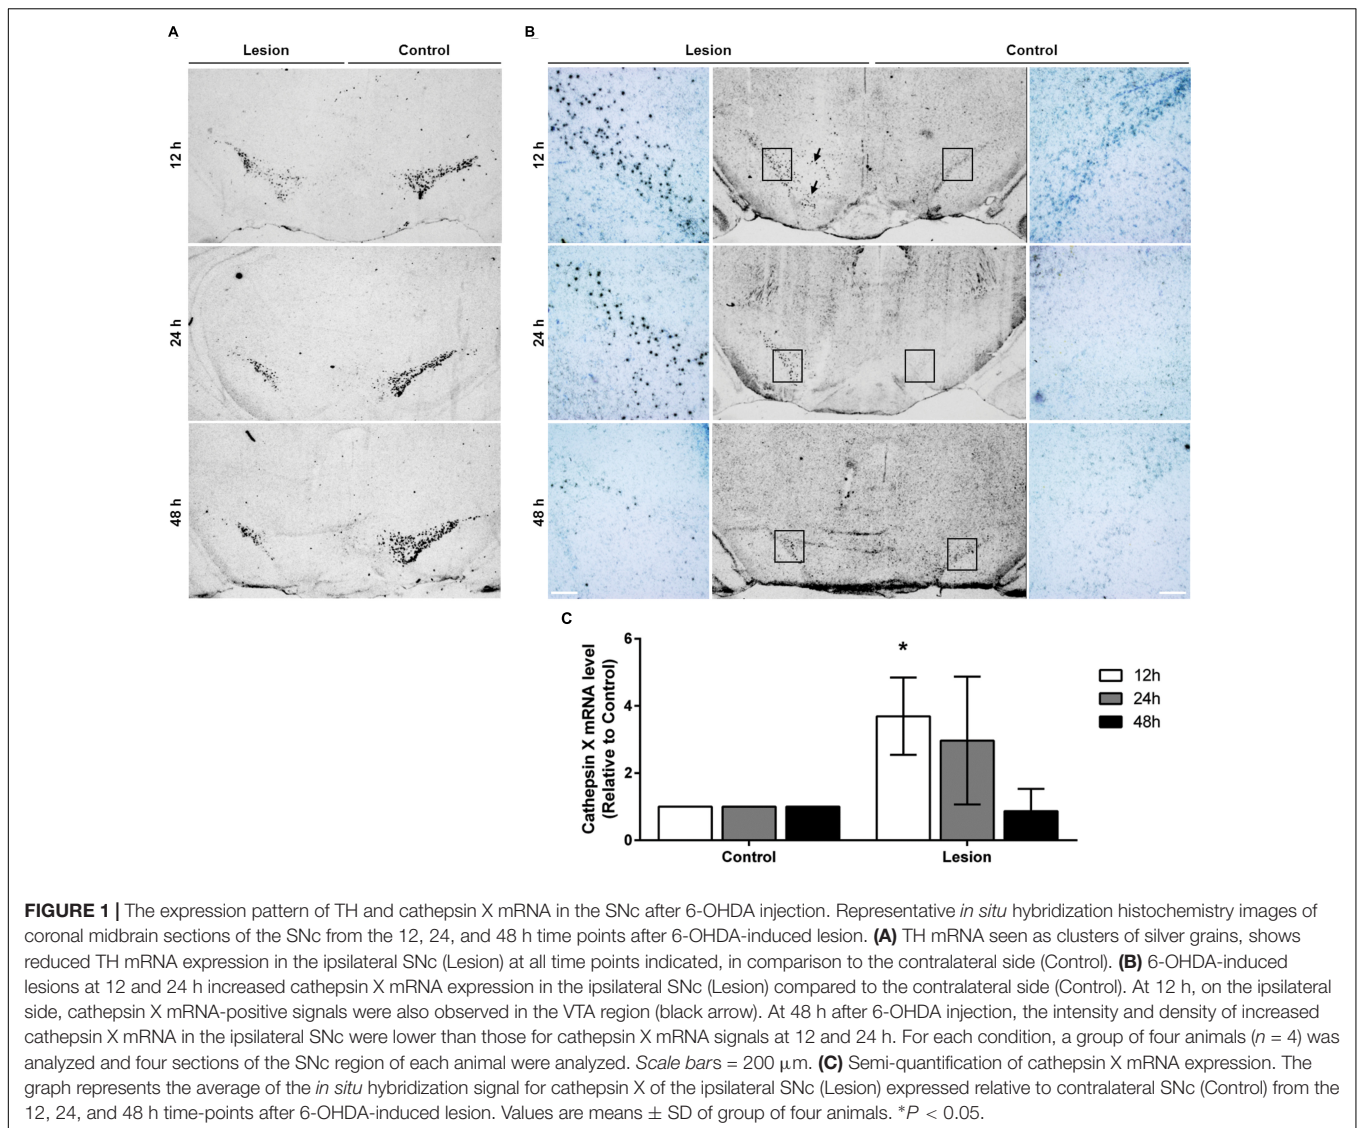 A
B
Lesion
Control
Lesion
Control
12 h
12 h
24 h
24 h
48 h
48 h
C
Cathepsin X mRNA level
(Relative to Control)
6
4
2
0
*
Control
Lesion
12h
24h
48h
FIGURE 1 | The expression pattern of TH and cathepsin X mRNA in the SNc after 6-OHDA injection. Representative in situ hybridization histochemistry images of
coronal midbrain sections of the SNc from the 12, 24, and 48 h time points after 6-OHDA-induced lesion. (A) TH mRNA seen as clusters of silver grains, shows
reduced TH mRNA expression in the ipsilateral SNc (Lesion) at all time points indicated, in comparison to the contralateral side (Control). (B) 6-OHDA-induced
lesions at 12 and 24 h increased cathepsin X mRNA expression in the ipsilateral SNc (Lesion) compared to the contralateral side (Control). At 12 h, on the ipsilateral
side, cathepsin X mRNA-positive signals were also observed in the VTA region (black arrow). At 48 h after 6-OHDA injection, the intensity and density of increased
cathepsin X mRNA in the ipsilateral SNc were lower than those for cathepsin X mRNA signals at 12 and 24 h. For each condition, a group of four animals (n = 4) was
analyzed and four sections of the SNc region of each animal were analyzed. Scale bars = 200 μm. (C) Semi-quantification of cathepsin X mRNA expression. The
graph represents the average of the in situ hybridization signal for cathepsin X of the ipsilateral SNc (Lesion) expressed relative to contralateral SNc (Control) from the
12, 24, and 48 h time-points after 6-OHDA-induced lesion. Values are means ± SD of group of four animals. *P < 0.05.